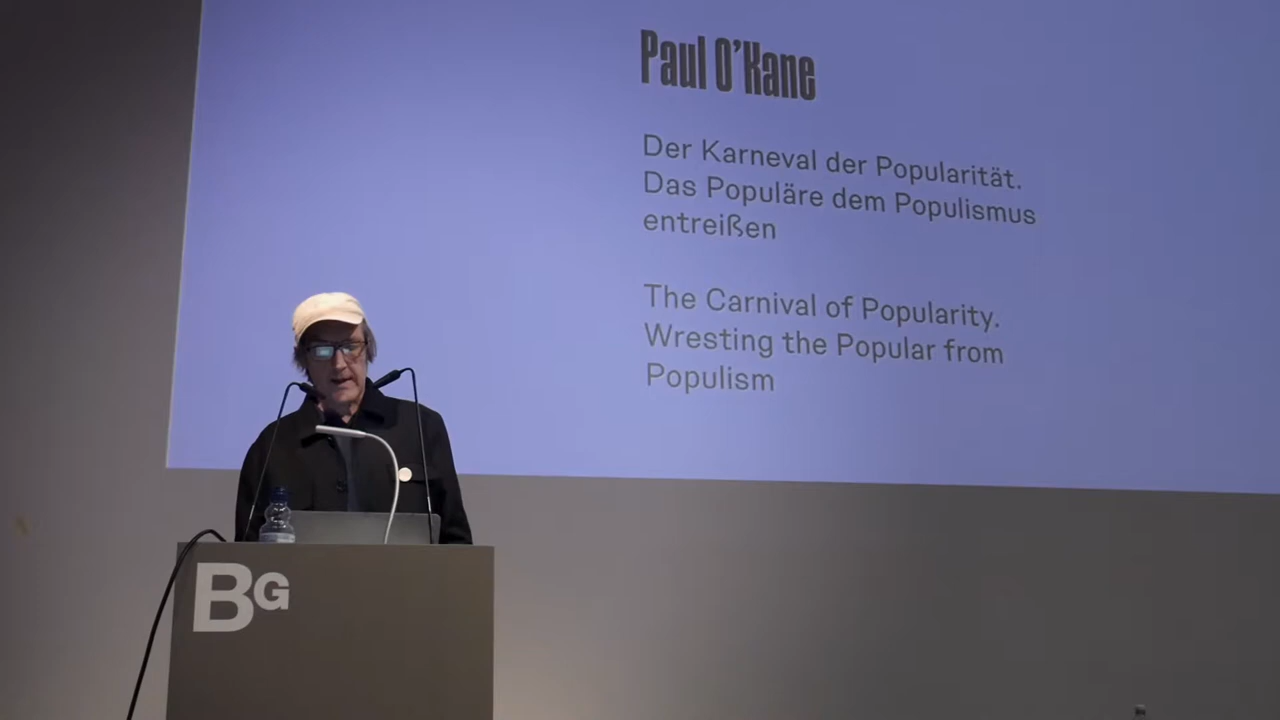 Paul O'Kane
Der Karneval der Popularität.
Das Populäre dem Populismus
entreißen
The Carnival of Popularity.
Wresting the Popular from
Populism
BG